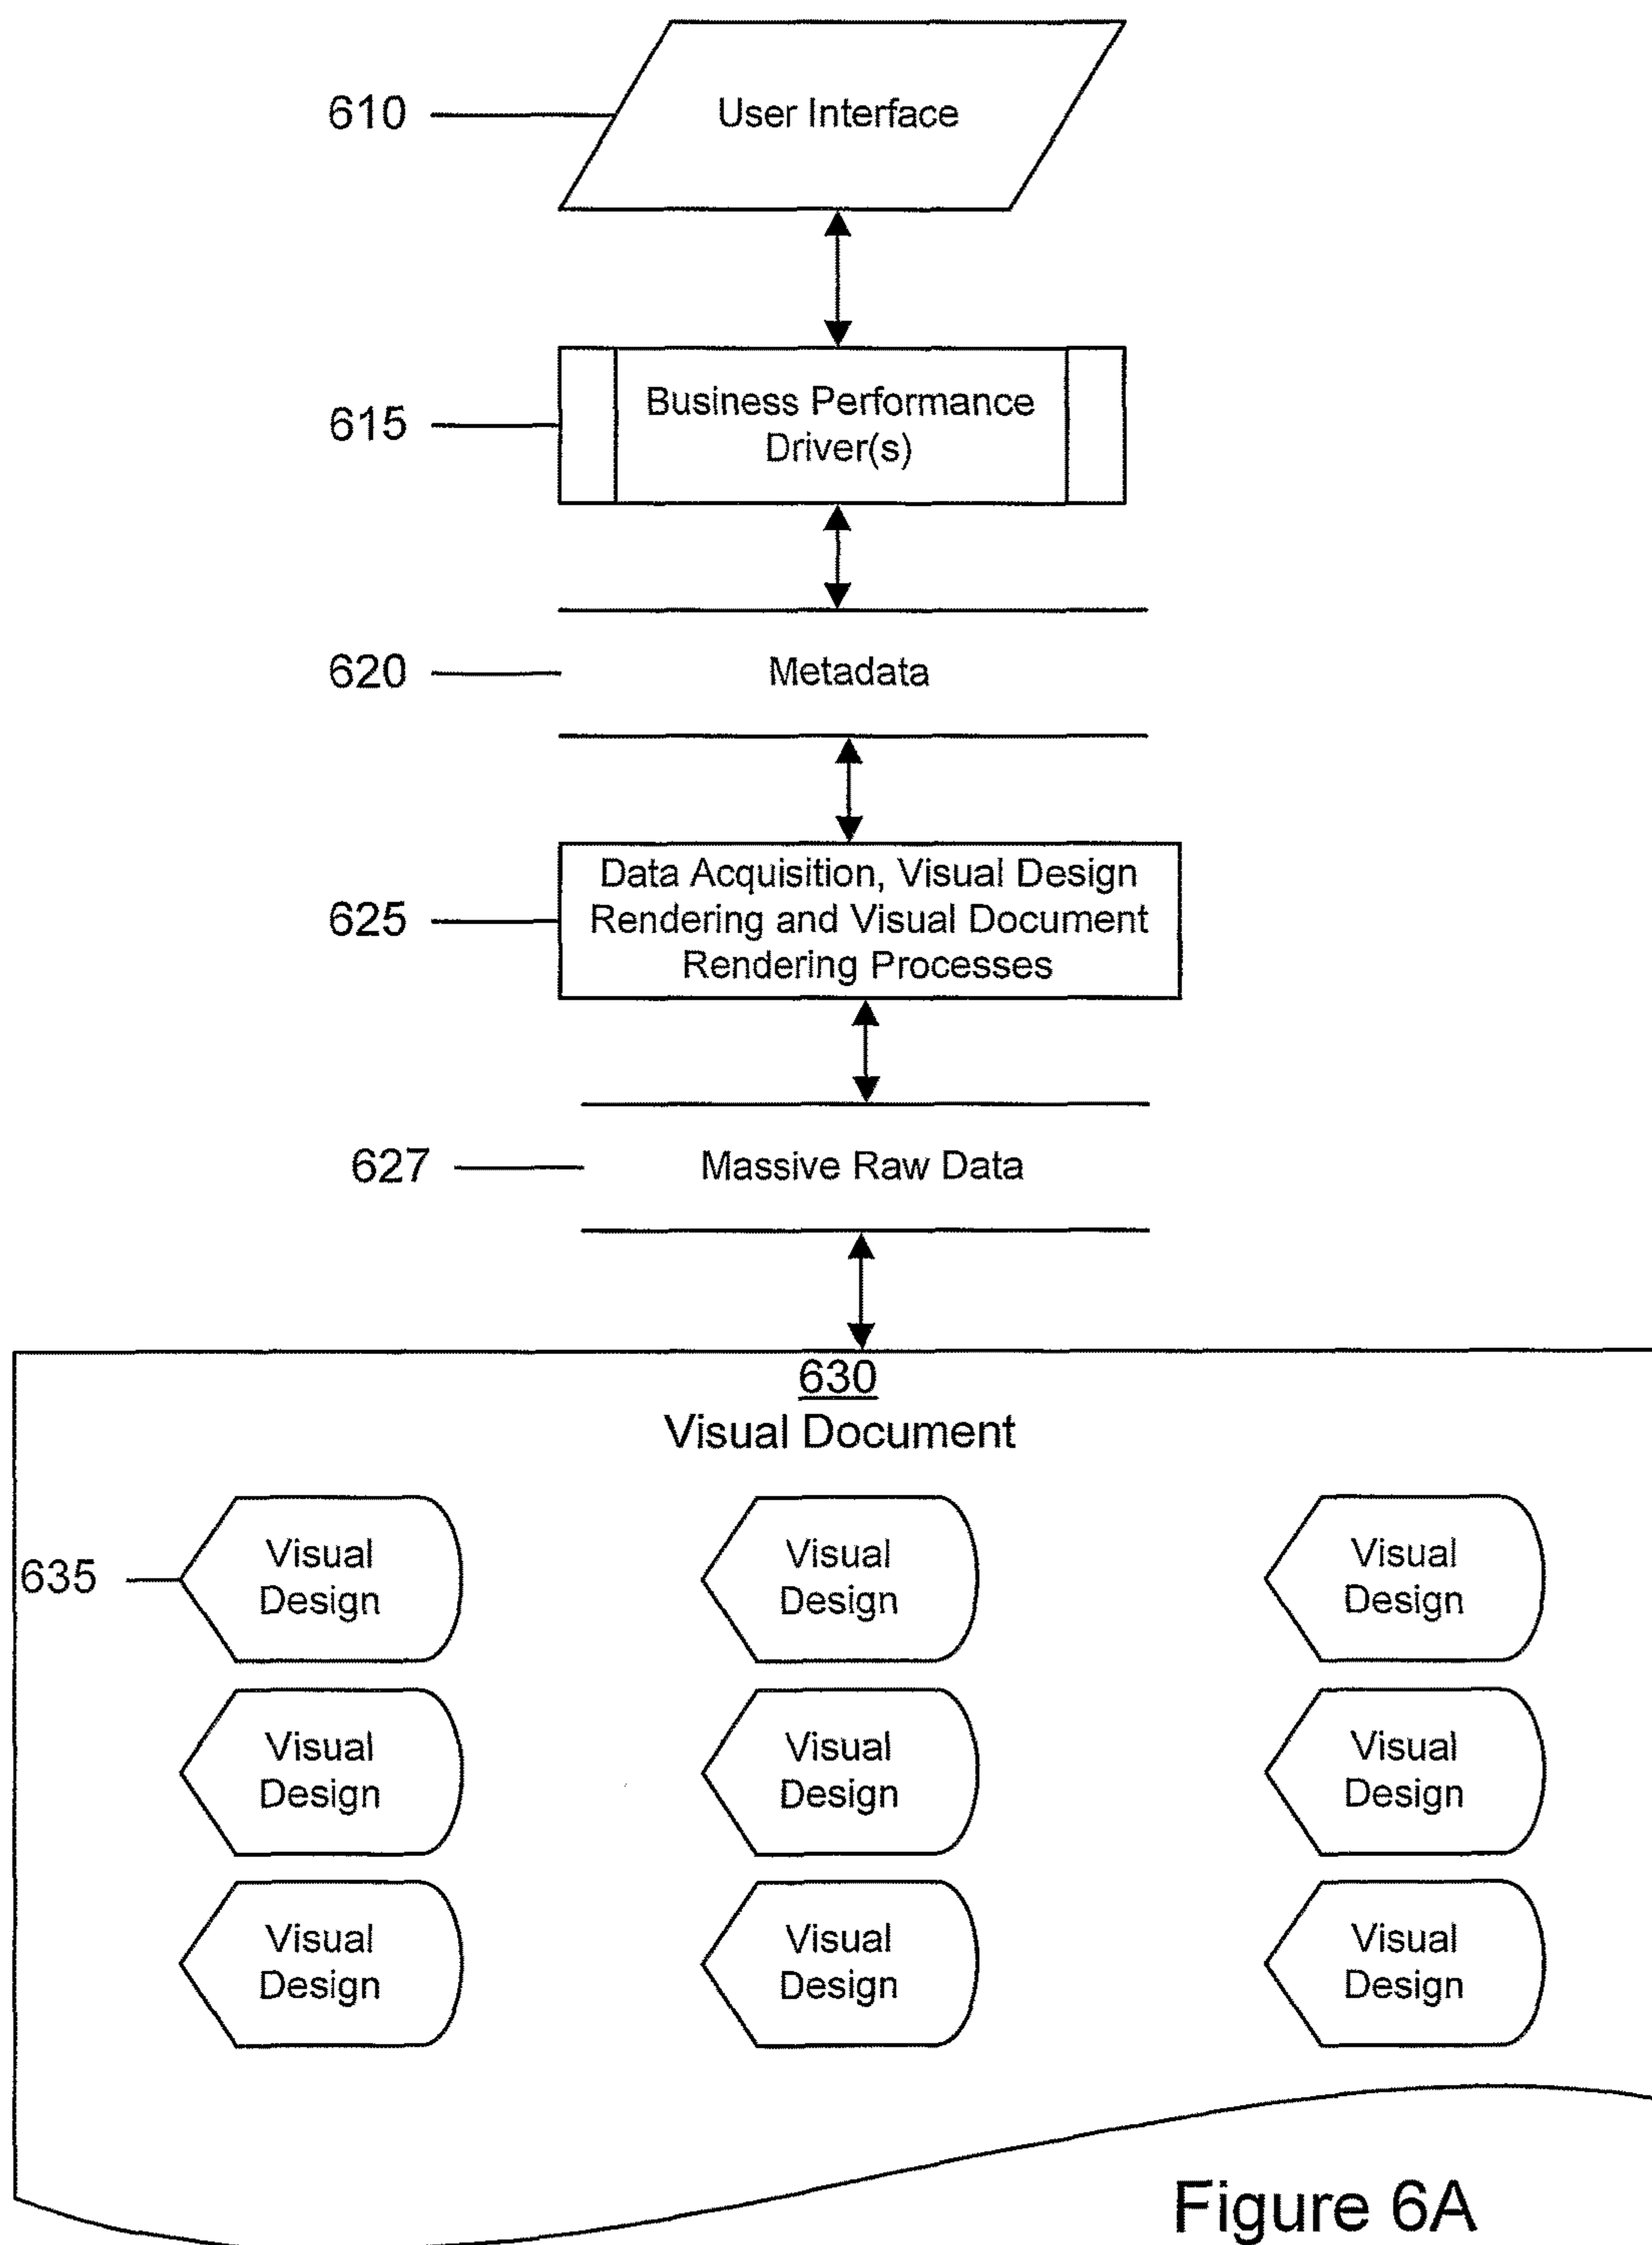 610
User Interface
615
Business Performance
Driver(s)
620
Metadata
625
Data Acquisition, Visual Design
Rendering and Visual Document
Rendering Processes
627
Massive Raw Data
630
Visual Document
635
Visual
Design
Visual
Design
Visual
Design
Visual
Design
Visual
Design
Visual
Design
Visual
Design
Visual
Design
Visual
Design
Figure 6A